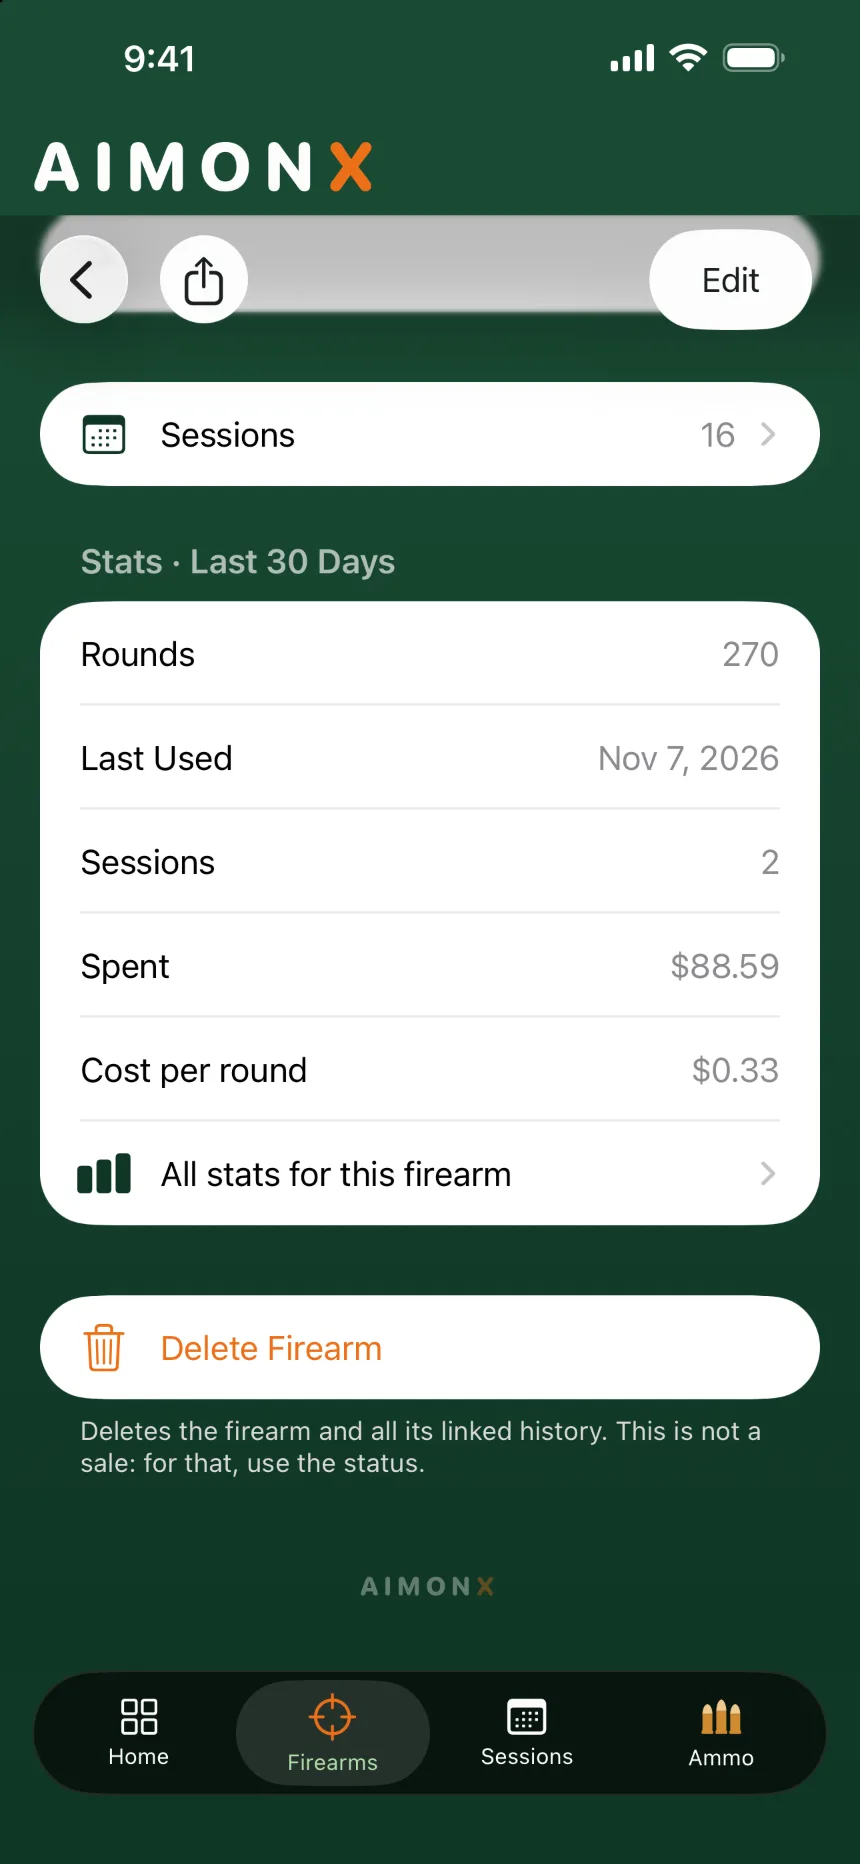 9:41
AIMONX
Edit
Sessions 16
Stats · Last 30 Days
Rounds 270
Last Used Nov 7, 2026
Sessions 2
Spent $88.59
Cost per round $0.33
All stats for this firearm
Delete Firearm
Deletes the firearm and all its linked history. This is not a
sale: for that, use the status.
AIMONX
Home Firearms Sessions Ammo